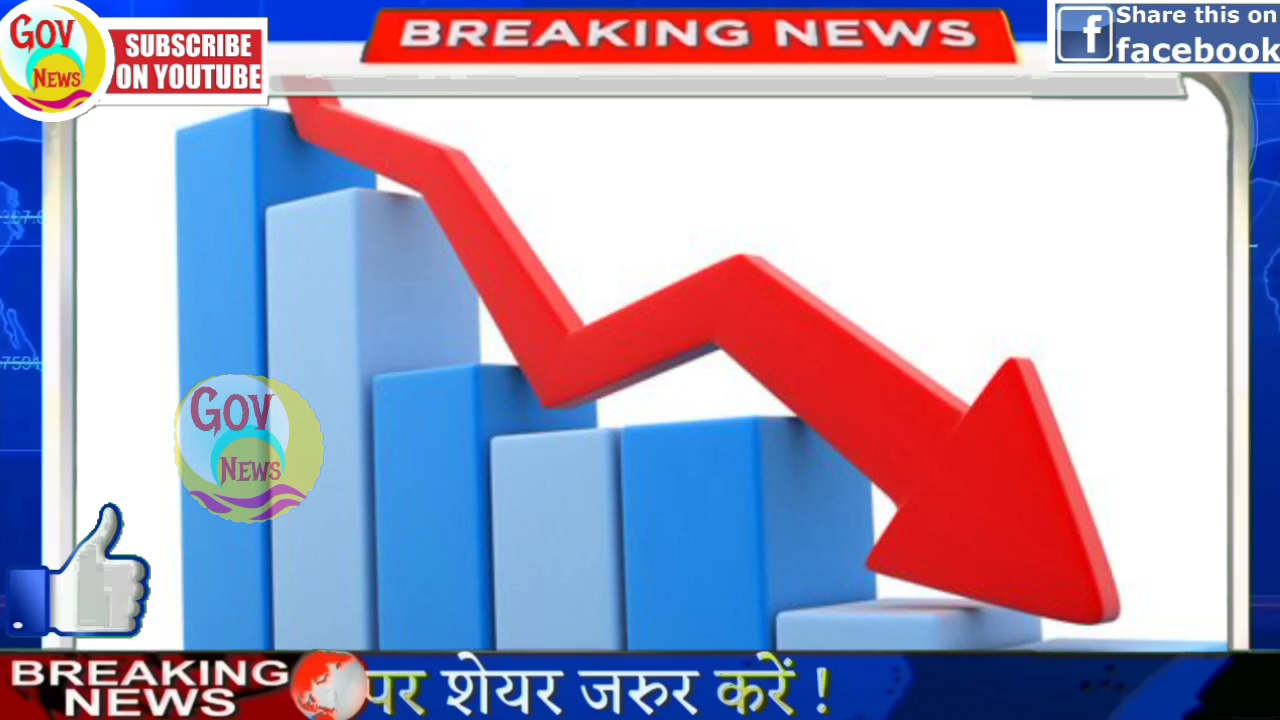 GOV
NEWS
SUBSCRIBE
ON YOUTUBE
BREAKING NEWS
Share this on
facebook
f
GOV
NEWS
BREAKING
NEWS
पर शेयर जरुर करें !